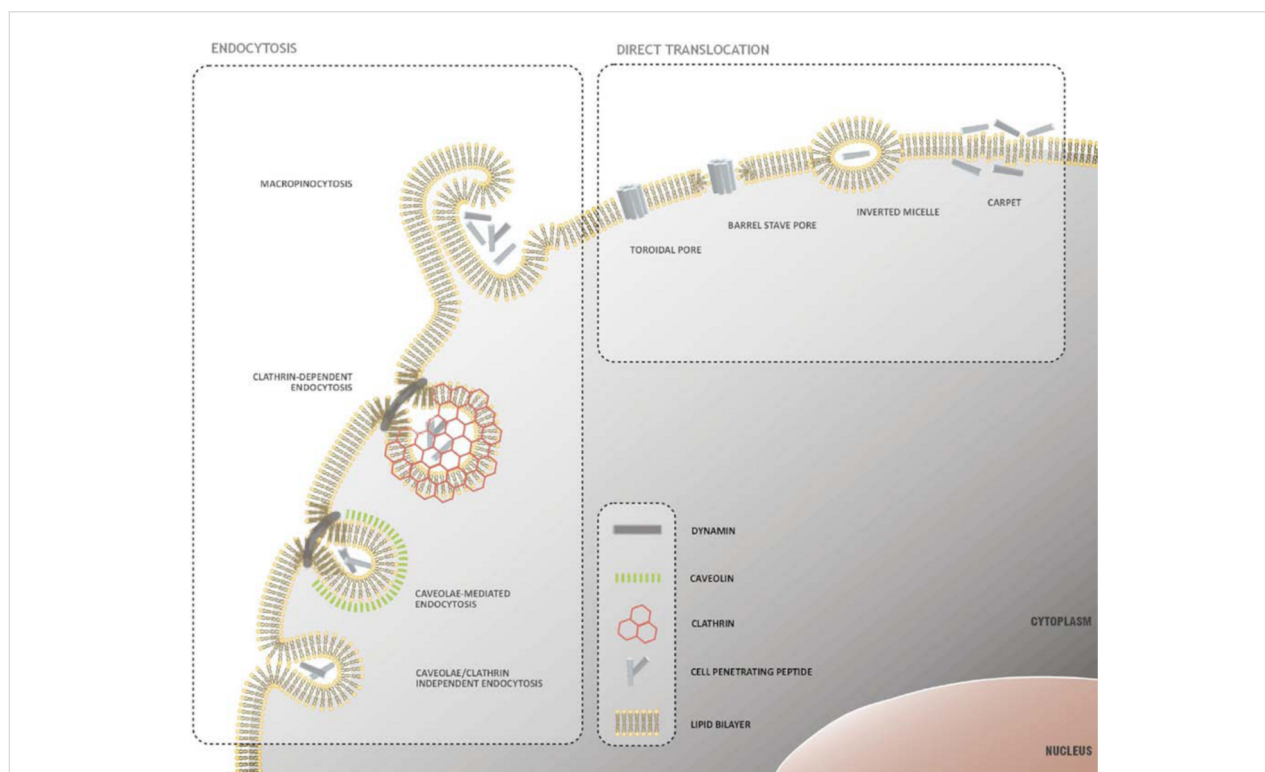 ENDOCYTOSIS
DIRECT TRANSLOCATION
MACROPINOCYTOSIS
TOROIDAL PORE
BARREL STAVE PORE
INVERTED MICELLE
CARPET
CLATHRIN-DEPENDENT
ENDOCYTOSIS
CAVEOLAE-MEDIATED
ENDOCYTOSIS
CAVEOLAE/CLATHRIN
INDEPENDENT ENDOCYTOSIS
DYNAMIN
CAVEOLIN
CLATHRIN
CELL PENETRATING PEPTIDE
LIPID BILAYER
CYTOPLASM
NUCLEUS